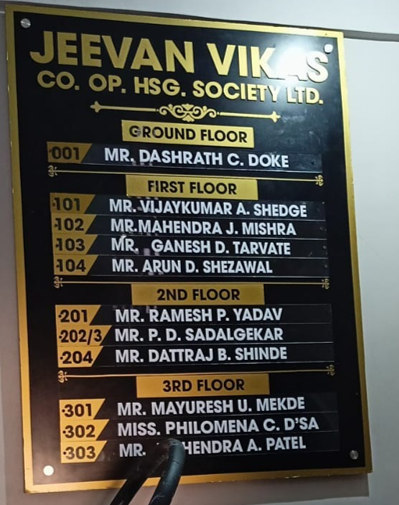 JEEVAN VIKAS
CO. OP. HSG. SOCIETY LTD.
GROUND FLOOR
001 MR. DASHRATH C. DOKE
FIRST FLOOR
101 MR. VIJAYKUMAR A. SHEDGE
102 MR.MAHENDRA J. MISHRA
103 MR. GANESH D. TARVATE
104 MR. ARUN D. SHEZAWAL
2ND FLOOR
201 MR. RAMESH P. YADAV
202/3 MR. P. D. SADALGEKAR
204 MR. DATTRAJ B. SHINDE
3RD FLOOR
301 MR. MAYURESH U. MEKDE
302 MISS. PHILOMENA C. D'SA
303 MR. A. PATEL